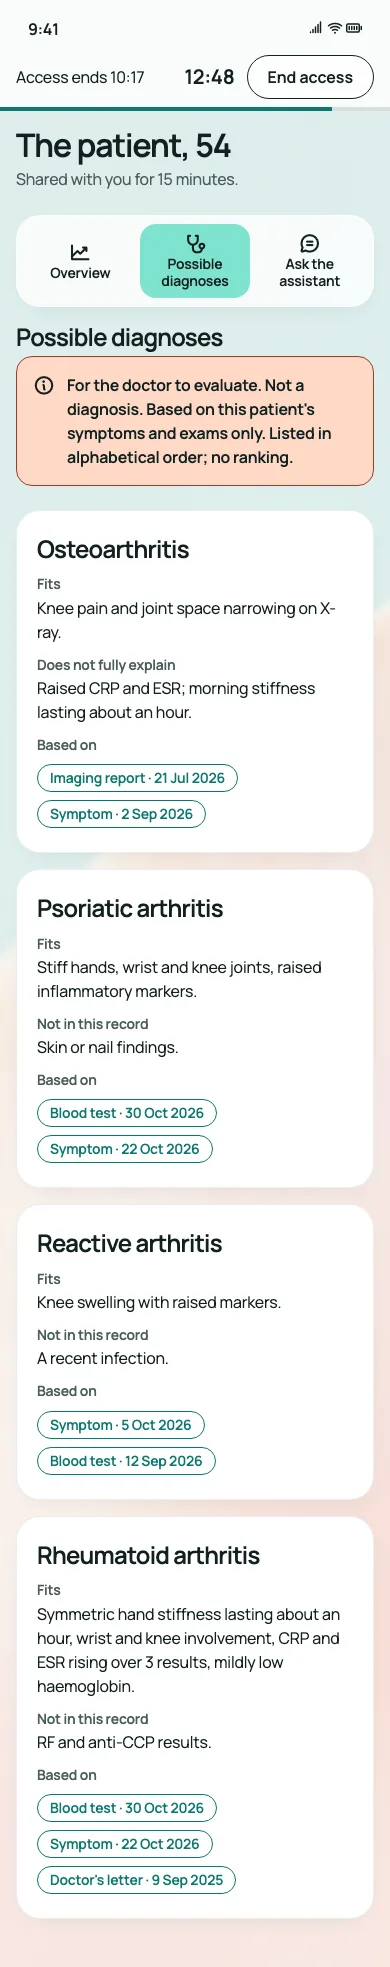 9:41
Access ends 10:17
12:48
End access
The patient, 54
Shared with you for 15 minutes.
Overview
Possible
diagnoses
Ask the
assistant
Possible diagnoses
For the doctor to evaluate. Not a
diagnosis. Based on this patient's
symptoms and exams only. Listed in
alphabetical order; no ranking.
Osteoarthritis
Fits
Knee pain and joint space narrowing on X-
ray.
Does not fully explain
Raised CRP and ESR; morning stiffness
lasting about an hour.
Based on
Imaging report · 21 Jul 2026
Symptom · 2 Sep 2026
Psoriatic arthritis
Fits
Stiff hands, wrist and knee joints, raised
inflammatory markers.
Not in this record
Skin or nail findings.
Based on
Blood test · 30 Oct 2026
Symptom · 22 Oct 2026
Reactive arthritis
Fits
Knee swelling with raised markers.
Not in this record
A recent infection.
Based on
Symptom · 5 Oct 2026
Blood test · 12 Sep 2026
Rheumatoid arthritis
Fits
Symmetric hand stiffness lasting about an
hour, wrist and knee involvement, CRP and
ESR rising over 3 results, mildly low
haemoglobin.
Not in this record
RF and anti-CCP results.
Based on
Blood test · 30 Oct 2026
Symptom · 22 Oct 2026
Doctor's letter · 9 Sep 2025